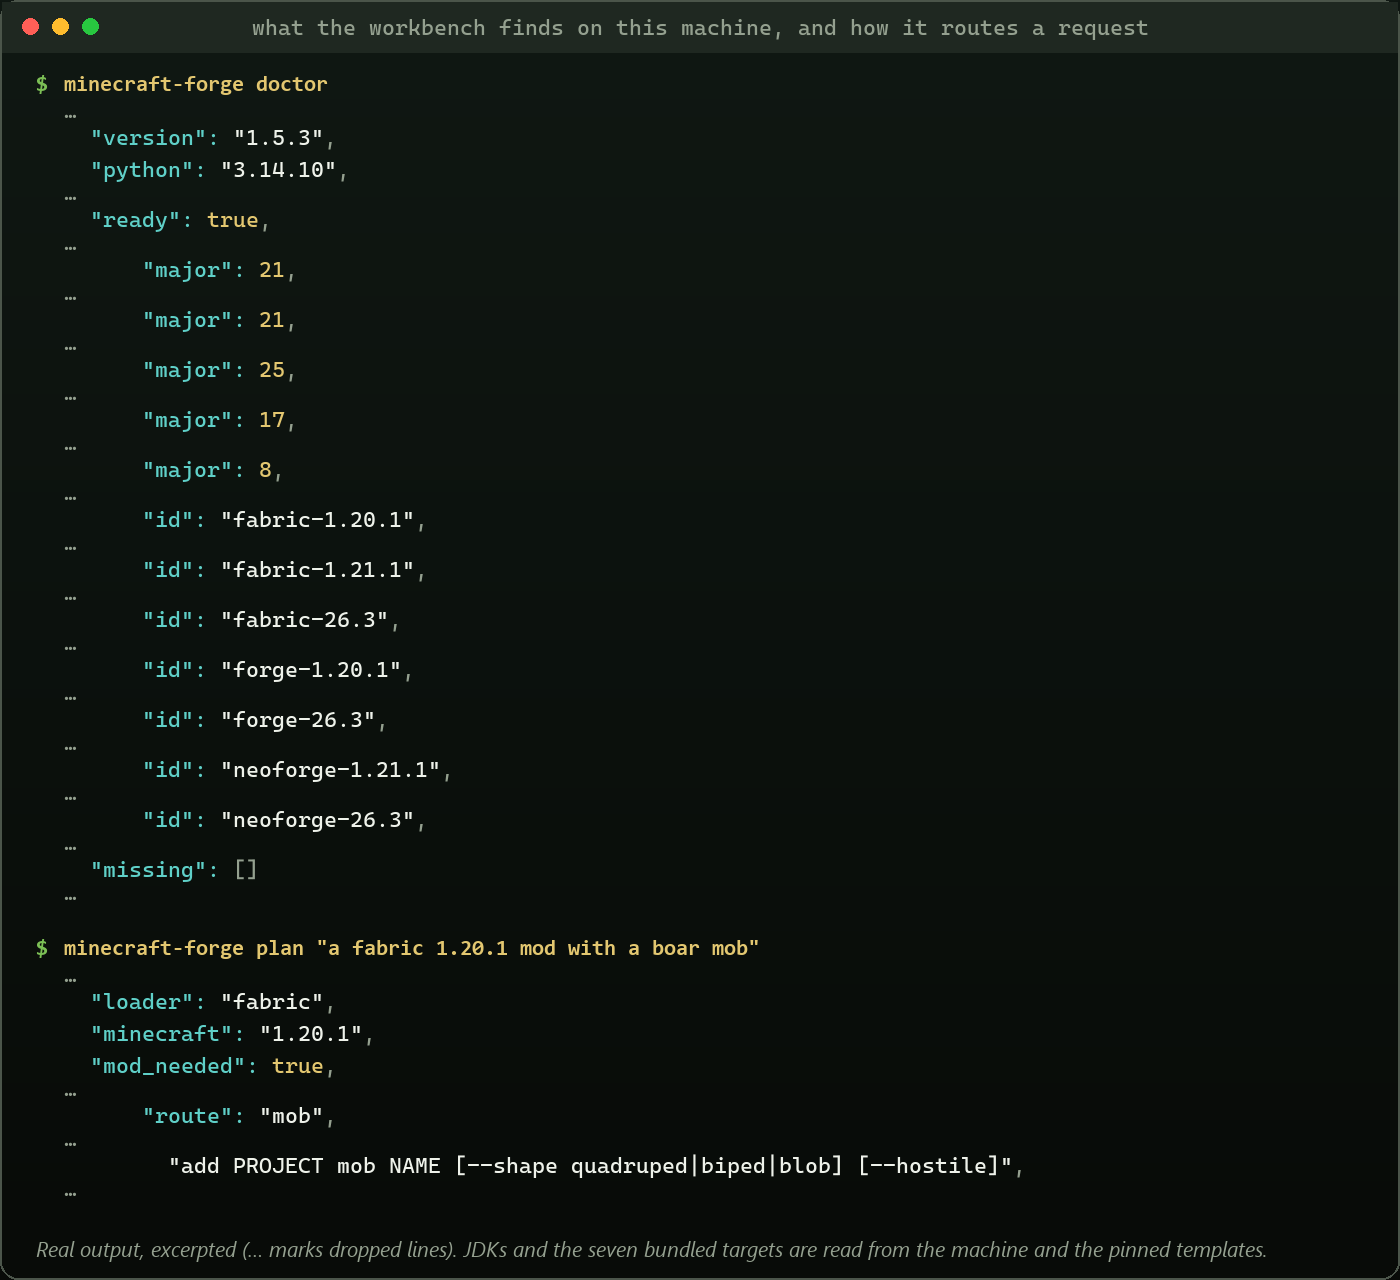 what the workbench finds on this machine, and how it routes a request
$ minecraft-forge doctor
…
"version": "1.5.3",
"python": "3.14.10",
…
"ready": true,
…
"major": 21,
…
"major": 21,
…
"major": 25,
…
"major": 17,
…
"major": 8,
…
"id": "fabric-1.20.1",
…
"id": "fabric-1.21.1",
…
"id": "fabric-26.3",
…
"id": "forge-1.20.1",
…
"id": "forge-26.3",
…
"id": "neoforge-1.21.1",
…
"id": "neoforge-26.3",
…
"missing": []
…
$ minecraft-forge plan "a fabric 1.20.1 mod with a boar mob"
…
"loader": "fabric",
"minecraft": "1.20.1",
"mod_needed": true,
…
"route": "mob",
…
"add PROJECT mob NAME [--shape quadruped|biped|blob] [--hostile]",
…
Real output, excerpted (... marks dropped lines). JDKs and the seven bundled targets are read from the machine and the pinned templates.